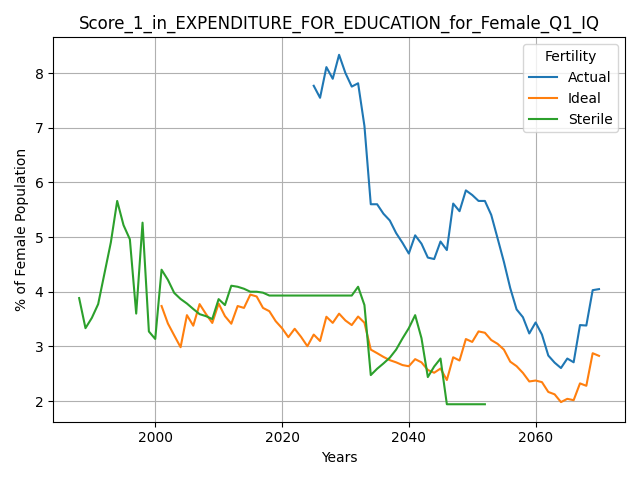 Score_1_in_EXPENDITURE_FOR_EDUCATION_for_Female_Q1_IQ
Fertility
Actual
Ideal
Sterile
% of Female Population
8
7
6
5
4
3
2
2000
2020
2040
2060
Years